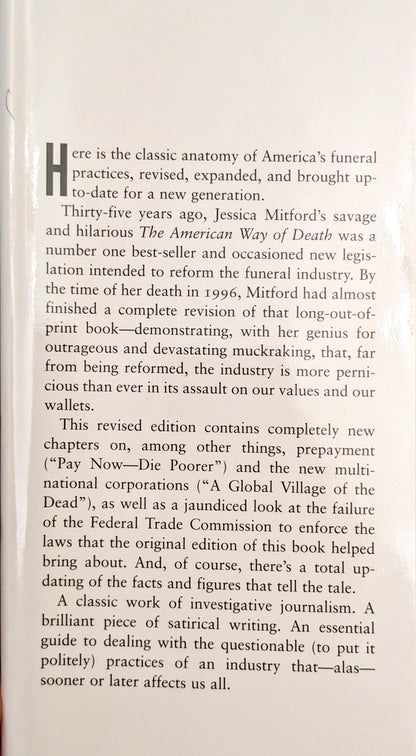 Here is the classic anatomy of America's funeral
practices, revised, expanded, and brought up-
to-date for a new generation.
Thirty-five years ago, Jessica Mitford's savage
and hilarious The American Way of Death was a
number one best-seller and occasioned new legis-
lation intended to reform the funeral industry. By
the time of her death in 1996, Mitford had almost
finished a complete revision of that long-out-of-
print book—demonstrating, with her genius for
outrageous and devastating muckraking, that, far
from being reformed, the industry is more perni-
cious than ever in its assault on our values and our
wallets.
This revised edition contains completely new
chapters on, among other things, prepayment
("Pay Now—Die Poorer") and the new multi-
national corporations ("A Global Village of the
Dead"), as well as a jaundiced look at the failure
of the Federal Trade Commission to enforce the
laws that the original edition of this book helped
bring about. And, of course, there's a total up-
dating of the facts and figures that tell the tale.
A classic work of investigative journalism. A
brilliant piece of satirical writing. An essential
guide to dealing with the questionable (to put it
politely) practices of an industry that—alas—
sooner or later affects us all.